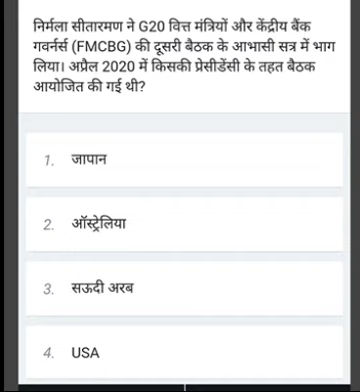 निर्मला सीतारमण ने G20 वित्त मंत्रियों और केंद्रीय बैंक
गवर्नर्स (FMCBG) की दूसरी बैठक के आभासी सत्र में भाग
लिया। अप्रैल 2020 में किसकी प्रेसीडेंसी के तहत बैठक
आयोजित की गई थी?
1. जापान
2. ऑस्ट्रेलिया
3. सऊदी अरब
4. USA